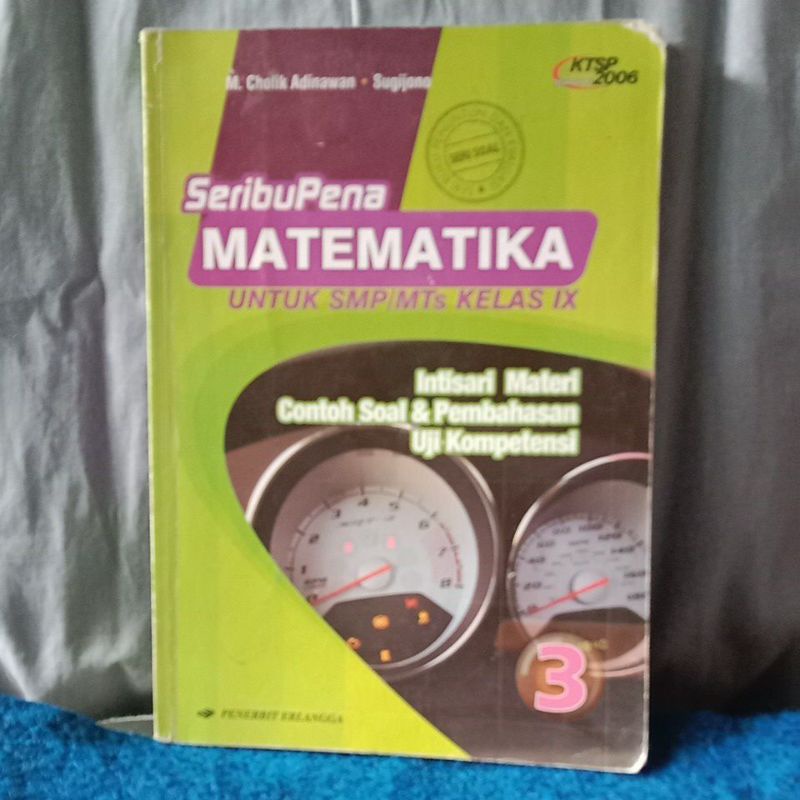 M. Cholik Adinawan • Sugijono
KTSP
2006
SeribuPena
MATEMATIKA
UNTUK SMP/MTs KELAS IX
Intisari Materi
Contoh Soal & Pembahasan
Uji Kompetensi
3
PENERBIT ERLANGGA